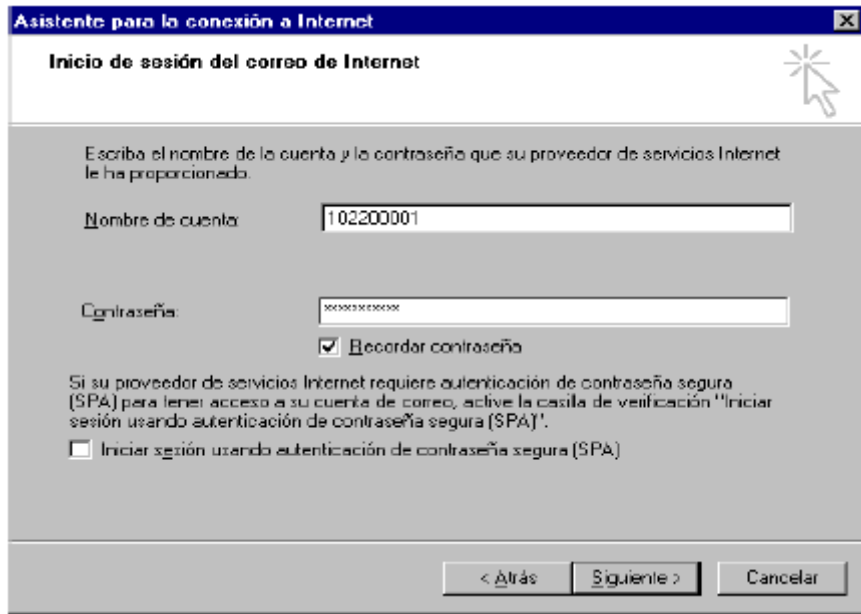 Asistente para la conexión a Internet
Inicio de sesión del correo de Internet
Escriba el nombre de la cuenta y la contraseña que su proveedor de servicios Internet
le ha proporcionado.
Nombre de cuenta: 102200001
Contraseña: ***********
Recordar contraseña
Si su proveedor de servicios Internet requiere autenticación de contraseña segura
(SPA) para tener acceso a su cuenta de correo, active la casilla de verificación "Iniciar
sesión usando autenticación de contraseña segura (SPA)".
Iniciar sesión usando autenticación de contraseña segura (SPA)
< Atrás Siguiente > Cancelar